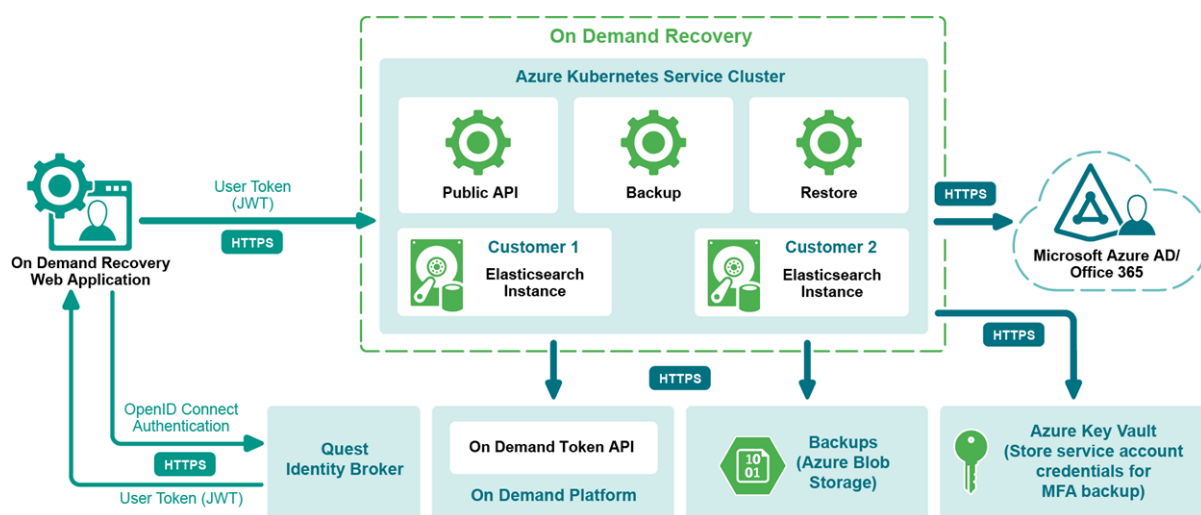 On Demand Recovery
Azure Kubernetes Service Cluster
Public API
Backup
Restore
User Token
(JWT)
HTTPS
On Demand Recovery
Web Application
Customer 1
Elasticsearch
Instance
Customer 2
Elasticsearch
Instance
HTTPS
Microsoft Azure AD/
Office 365
HTTPS
HTTPS
OpenID Connect
Authentication
HTTPS
User Token (JWT)
Quest
Identity Broker
On Demand Token API
On Demand Platform
10
01
Backups
(Azure Blob
Storage)
Azure Key Vault
(Store service account
credentials for
MFA backup)